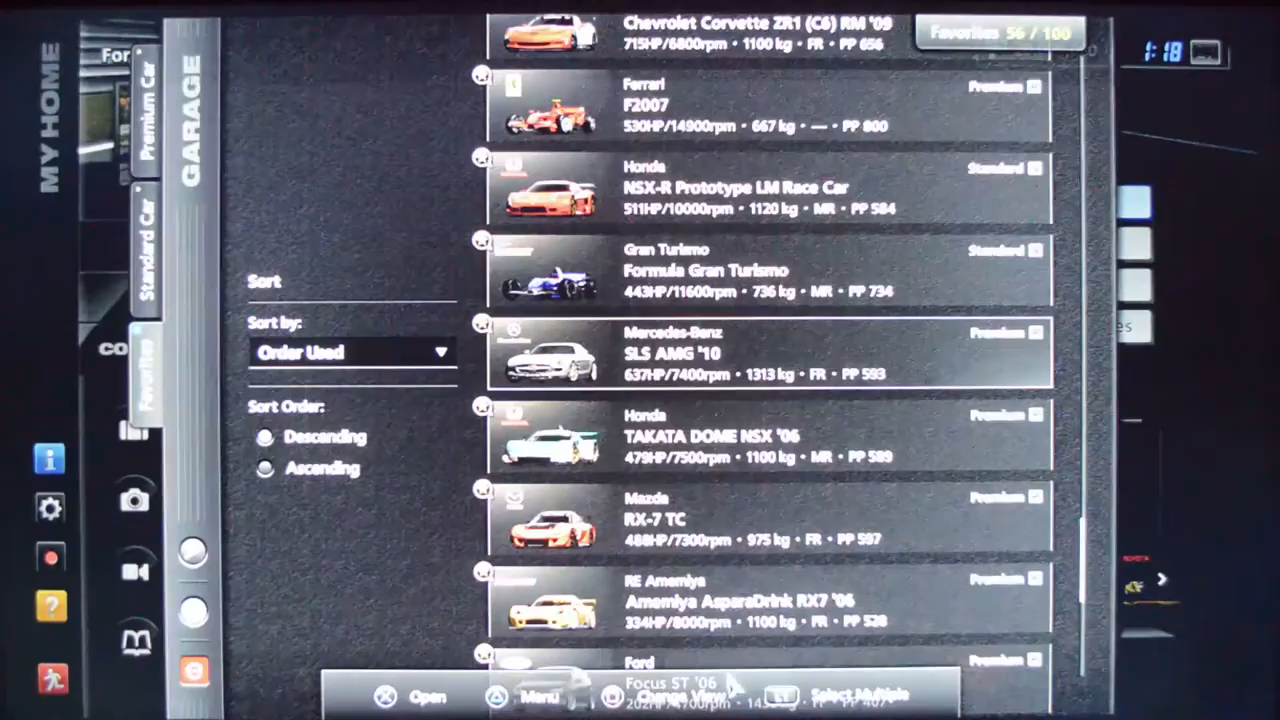 MY HOME
For
Premium Car
Standard Car
Favorites
GARAGE
CO
Sort
Sort by:
Order Used
Sort Order:
Descending
Ascending
Favorites 56 / 100
1:18
Chevrolet Corvette ZR1 (C6) RM '09
715HP/6800rpm • 1100 kg • FR • PP 656
Ferrari
Premium
F2007
530HP/14900rpm • 667 kg • — • PP 800
Honda
Standard
NSX-R Prototype LM Race Car
511HP/10000rpm • 1120 kg • MR • PP 584
Gran Turismo
Standard
Formula Gran Turismo
443HP/11600rpm • 736 kg • MR • PP 734
Mercedes-Benz
Premium
SLS AMG '10
637HP/7400rpm • 1313 kg • FR • PP 593
Honda
Premium
TAKATA DOME NSX '06
479HP/7500rpm • 1100 kg • MR • PP 589
Mazda
Premium
RX-7 TC
488HP/7300rpm • 975 kg • FR • PP 597
RE Amemiya
Premium
Amemiya AsparaDrink RX7 '06
334HP/8000rpm • 1100 kg • FR • PP 528
Ford
Premium
Focus ST '06
es
Open
Menu
Change View
Select Multiple